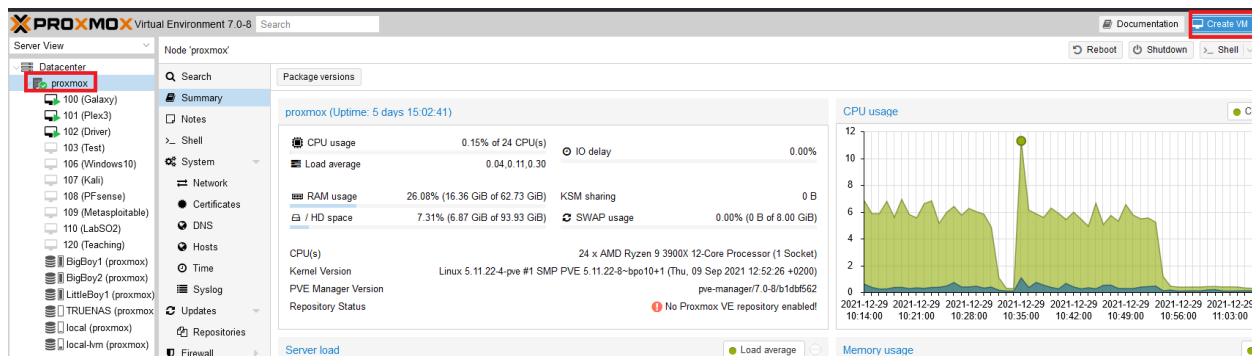 PROXMOX Virtual Environment 7.0-8 Search Documentation Create VM
Server View
Node 'proxmox' Reboot Shutdown >_ Shell
Datacenter
proxmox
100 (Galaxy)
101 (Plex3)
102 (Driver)
103 (Test)
106 (Windows10)
107 (Kali)
108 (PFsense)
109 (Metasploitable)
110 (LabSO2)
120 (Teaching)
BigBoy1 (proxmox)
BigBoy2 (proxmox)
LittleBoy1 (proxmox)
TRUENAS (proxmox
local (proxmox)
local-lvm (proxmox)
Search
Summary
Notes
>_ Shell
System
Network
Certificates
DNS
Hosts
Time
Syslog
Updates
Repositories
Firewall
Package versions
proxmox (Uptime: 5 days 15:02:41)
CPU usage 0.15% of 24 CPU(s)
IO delay 0.00%
Load average 0.04,0.11,0.30
RAM usage 26.08% (16.36 GiB of 62.73 GiB)
KSM sharing 0 B
/ HD space 7.31% (6.87 GiB of 93.93 GiB)
SWAP usage 0.00% (0 B of 8.00 GiB)
CPU(s) 24 x AMD Ryzen 9 3900X 12-Core Processor (1 Socket)
Kernel Version Linux 5.11.22-4-pve #1 SMP PVE 5.11.22-8~bpo10+1 (Thu, 09 Sep 2021 12:52:26 +0200)
PVE Manager Version pve-manager/7.0-8/b1dbf562
Repository Status No Proxmox VE repository enabled!
Server load Load average
CPU usage C
12
10
8
6
4
2
0
2021-12-29 2021-12-29 2021-12-29 2021-12-29 2021-12-29 2021-12-29 2021-12-29 2021-12-29
10:14:00 10:21:00 10:28:00 10:35:00 10:42:00 10:49:00 10:56:00 11:03:00
Memory usage